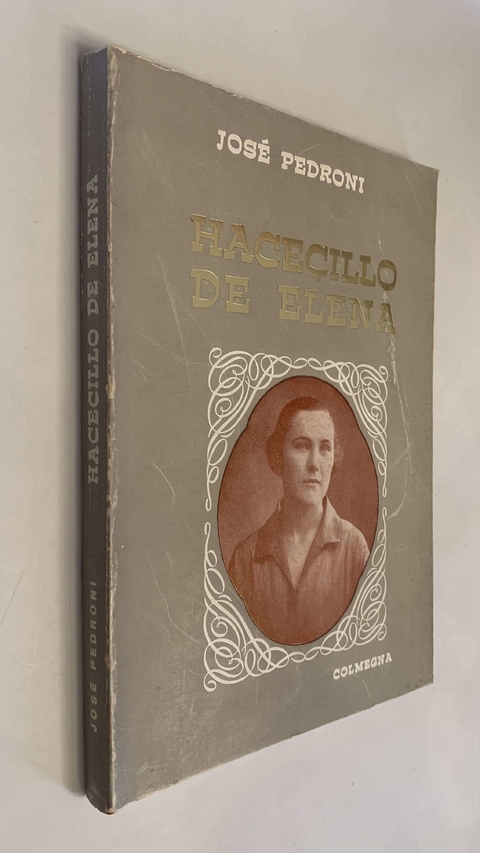 JOSÉ PEDRONI
HACECILLO
DE ELENA
COLMEGNA
HACECILLO DE ELENA
JOSÉ PEDRONI